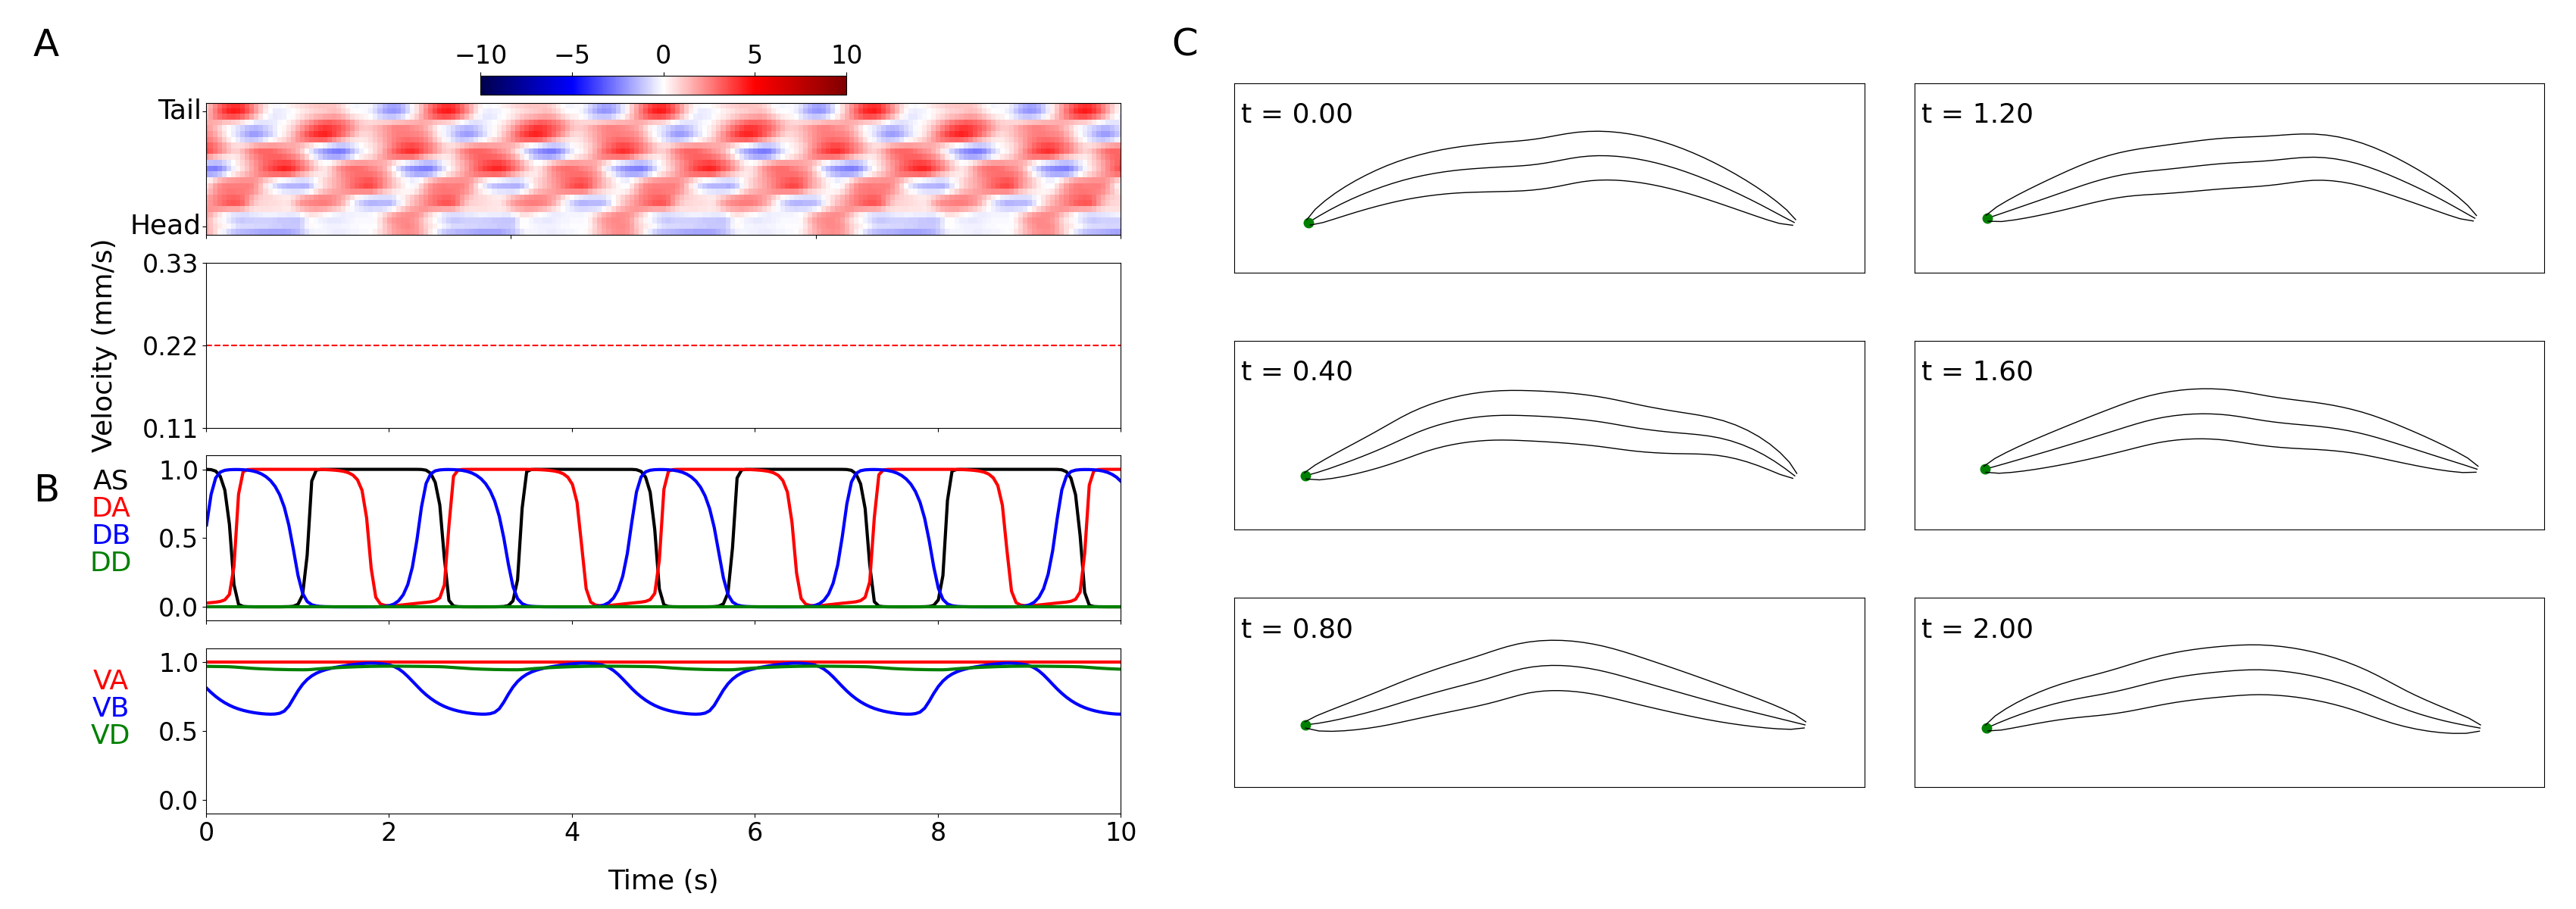 A
−10 −5 0 5 10
Tail
Head
Velocity (mm/s)
0.33
0.22
0.11
B
AS
DA
DB
DD
1.0
0.5
0.0
VA
VB
VD
1.0
0.5
0.0
0 2 4 6 8 10
Time (s)
C
t = 0.00
t = 1.20
t = 0.40
t = 1.60
t = 0.80
t = 2.00